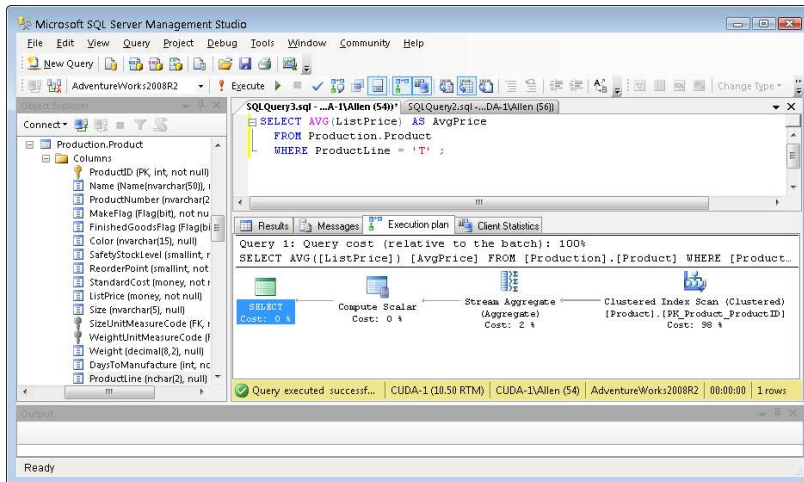 Microsoft SQL Server Management Studio
File Edit View Query Project Debug Tools Window Community Help
New Query
AdventureWorks2008R2 Execute Change Type
Object Explorer
Connect
Production.Product
Columns
ProductID (PK, int, not null)
Name (Name(nvarchar(50)),
ProductNumber (nvarchar(2
MakeFlag (Flag(bit), not nu
FinishedGoodsFlag (Flag(bi
Color (nvarchar(15), null)
SafetyStockLevel (smallint, r
ReorderPoint (smallint, not
StandardCost (money, not r
ListPrice (money, not null)
Size (nvarchar(5), null)
SizeUnitMeasureCode (FK, r
WeightUnitMeasureCode (F
Weight (decimal(8,2), null)
DaysToManufacture (int, nc
ProductLine (nchar(2), null)
SQLQuery3.sql - ...A-1\Allen (54))* SQLQuery2.sql -...DA-1\Allen (56))
SELECT AVG(ListPrice) AS AvgPrice
FROM Production.Product
WHERE ProductLine = 'T' ;
Results Messages Execution plan Client Statistics
Query 1: Query cost (relative to the batch): 100%
SELECT AVG([ListPrice]) [AvgPrice] FROM [Production].[Product] WHERE [Product...
SELECT
Cost: 0 %
Compute Scalar
Cost: 0 %
Stream Aggregate
(Aggregate)
Cost: 2 %
Clustered Index Scan (Clustered)
[Product].[PK_Product_ProductID]
Cost: 98 %
Query executed successf... CUDA-1 (10.50 RTM) CUDA-1\Allen (54) AdventureWorks2008R2 00:00:00 1 rows
Output
Ready